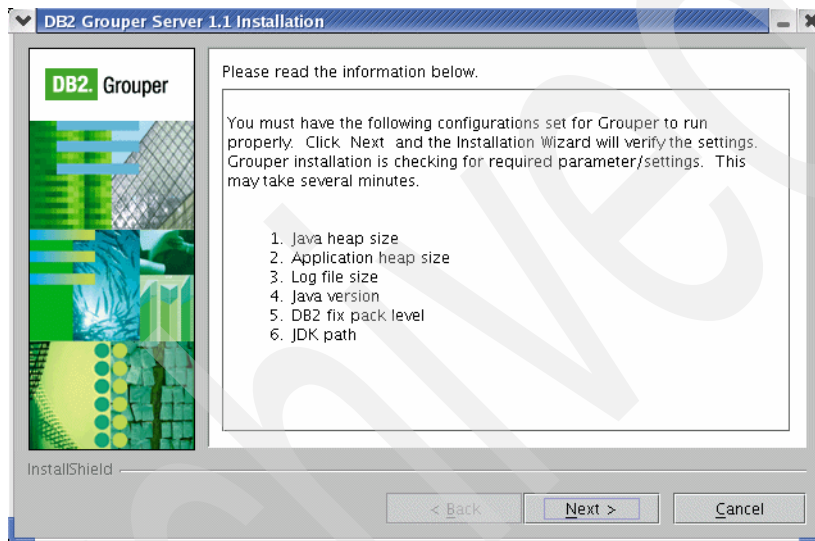 DB2 Grouper Server 1.1 Installation
DB2. Grouper
Please read the information below.
You must have the following configurations set for Grouper to run
properly. Click Next and the Installation Wizard will verify the settings.
Grouper installation is checking for required parameter/settings. This
may take several minutes.
1. Java heap size
2. Application heap size
3. Log file size
4. Java version
5. DB2 fix pack level
6. JDK path
InstallShield
< Back
Next >
Cancel